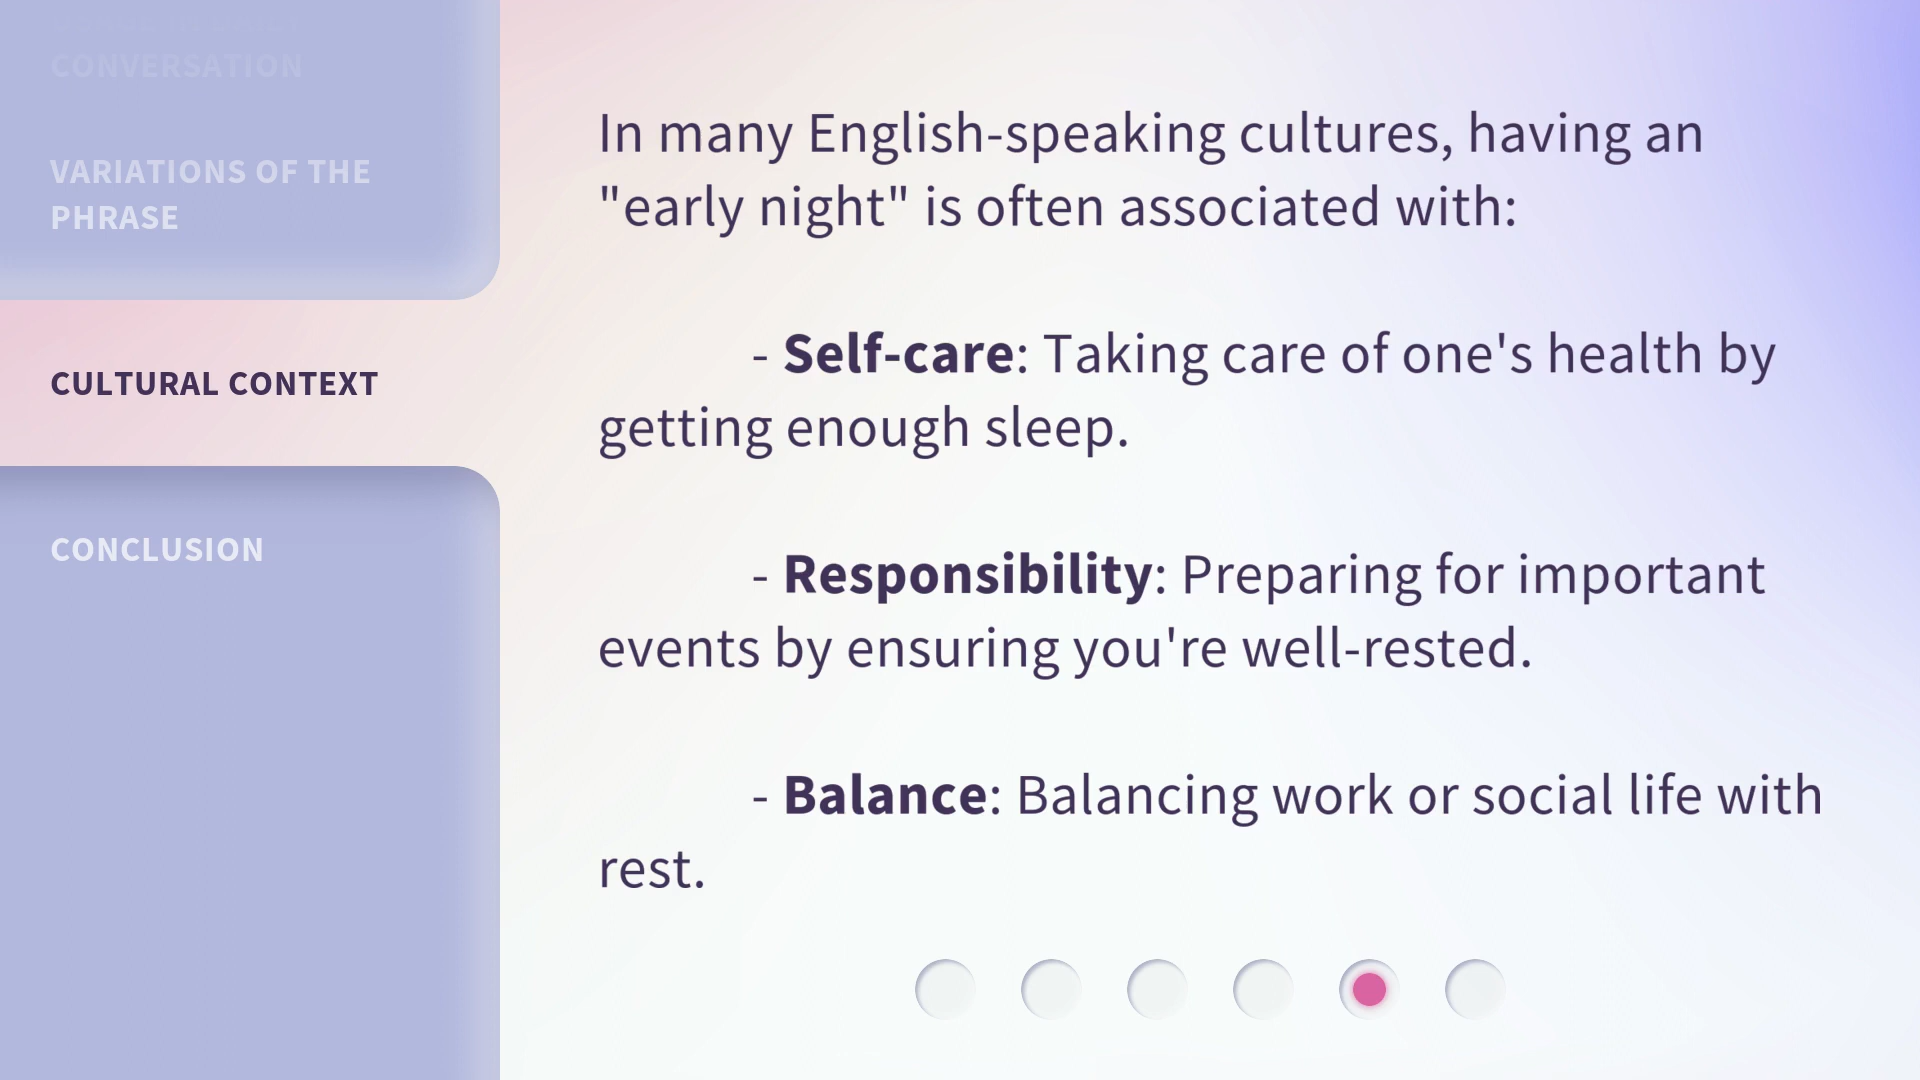 CONVERSATION
VARIATIONS OF THE
PHRASE
CULTURAL CONTEXT
CONCLUSION
In many English-speaking cultures, having an
"early night" is often associated with:
- Self-care: Taking care of one's health by
getting enough sleep.
- Responsibility: Preparing for important
events by ensuring you're well-rested.
- Balance: Balancing work or social life with
rest.